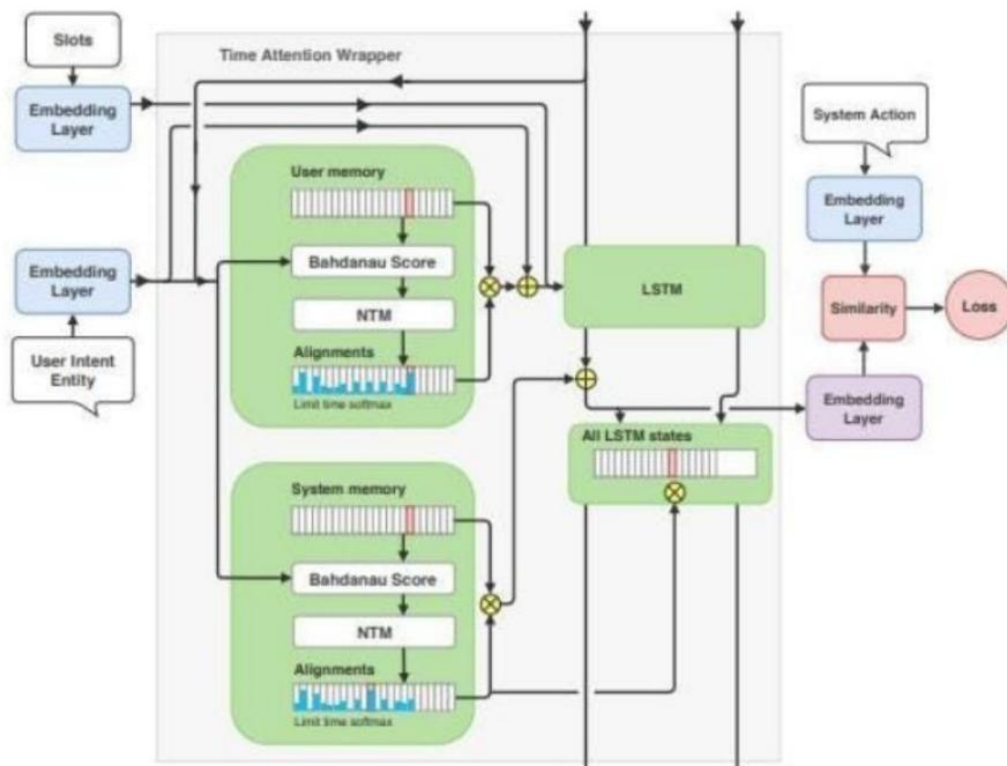 Slots
Time Attention Wrapper
Embedding
Layer
System Action
User memory
Embedding
Layer
Bahdanau Score
Embedding
Layer
LSTM
Similarity
Loss
NTM
User Intent
Entity
Alignments
Limit time softmax
Embedding
Layer
All LSTM states
System memory
Bahdanau Score
NTM
Alignments
Limit time softmax